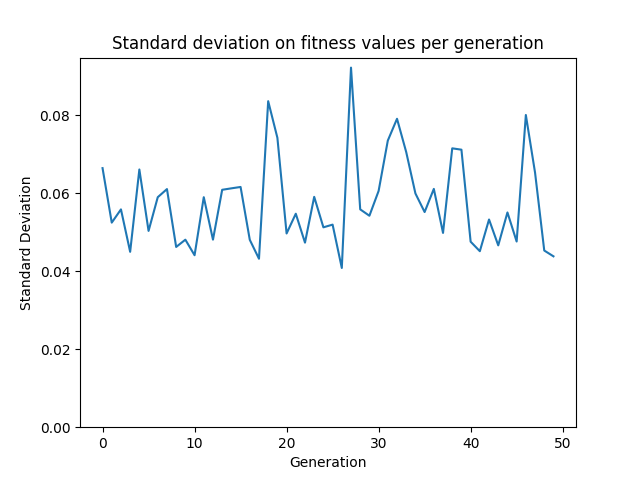 Standard deviation on fitness values per generation
0.08
0.06
0.04
0.02
0.00
Standard Deviation
0 10 20 30 40 50
Generation